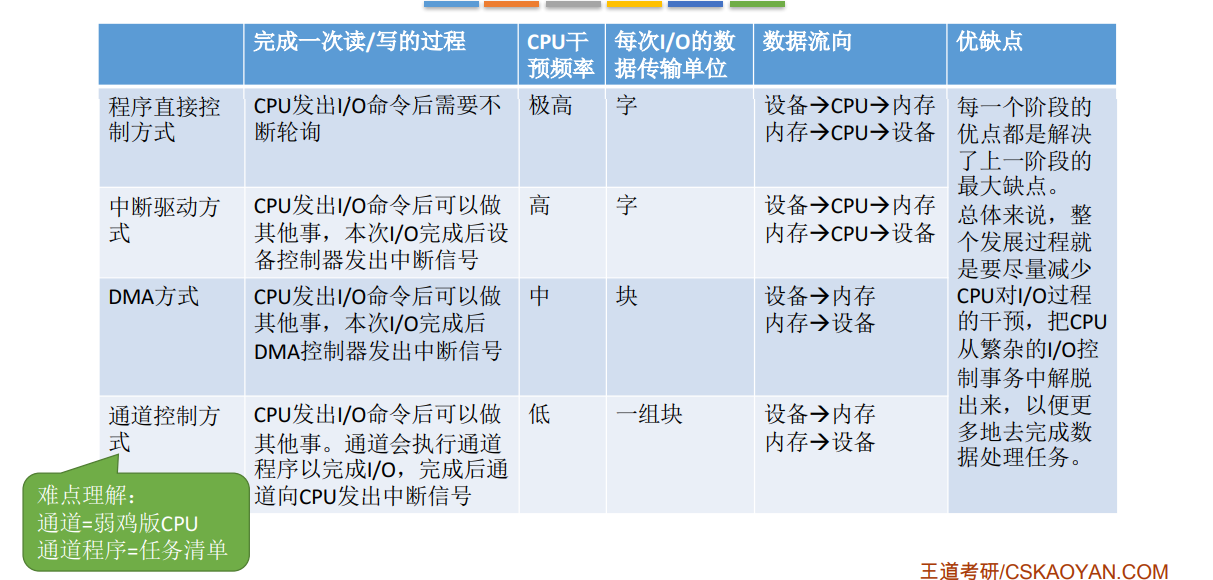 完成一次读/写的过程
CPU干
预频率
每次I/O的数
据传输单位
数据流向
优缺点
程序直接控
制方式
CPU发出I/O命令后需要不
断轮询
极高
字
设备→CPU→内存
内存→CPU→设备
每一个阶段的
优点都是解决
了上一阶段的
最大缺点。
总体来说，整
个发展过程就
是要尽量减少
CPU对I/O过程
的干预，把CPU
从繁杂的I/O控
制事务中解脱
出来，以便更
多地去完成数
据处理任务。
中断驱动方
式
CPU发出I/O命令后可以做
其他事，本次I/O完成后设
备控制器发出中断信号
高
字
设备→CPU→内存
内存→CPU→设备
DMA方式
CPU发出I/O命令后可以做
其他事，本次I/O完成后
DMA控制器发出中断信号
中
块
设备→内存
内存→设备
通道控制方
式
CPU发出I/O命令后可以做
其他事。通道会执行通道
程序以完成I/O，完成后通
道向CPU发出中断信号
低
一组块
设备→内存
内存→设备
难点理解：
通道=弱鸡版CPU
通道程序=任务清单
王道考研/CSKAOYAN.COM